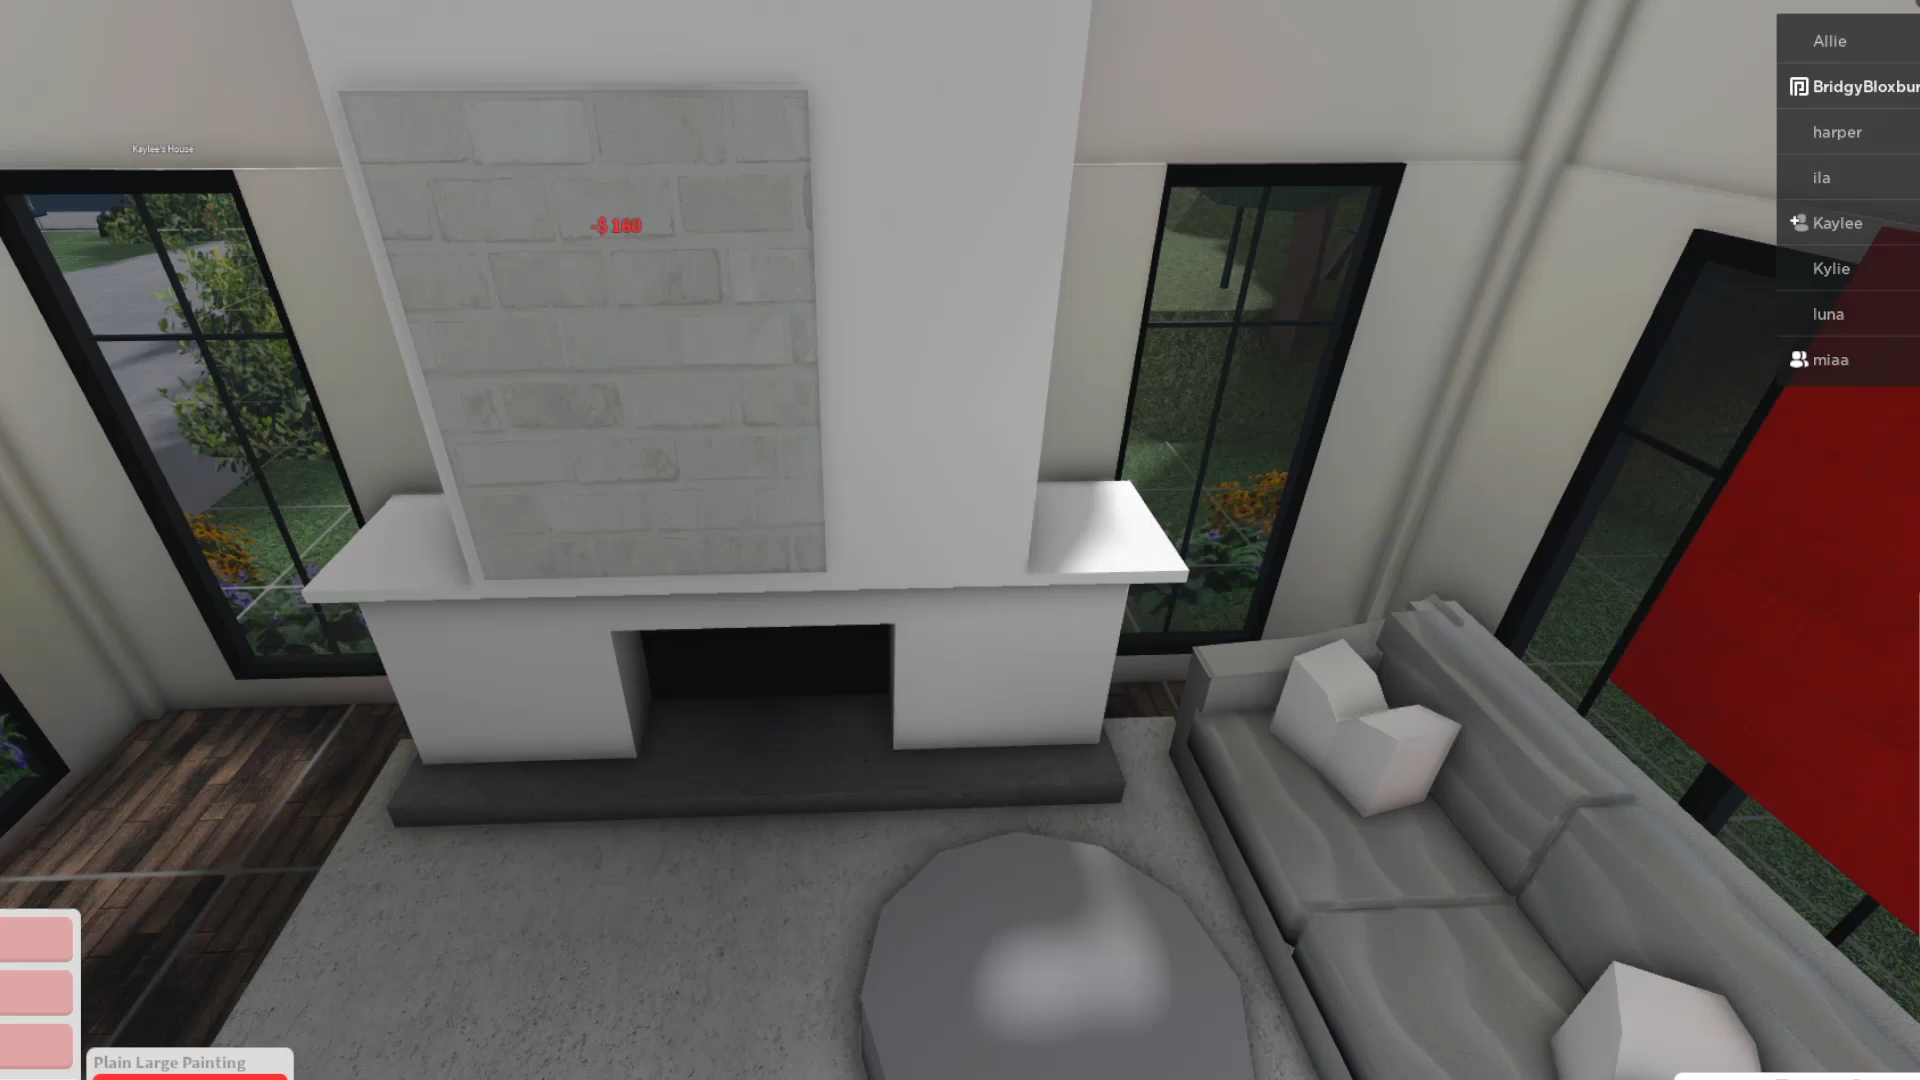 Allie
BridgyBloxbur
harper
ila
Kaylee
Kylie
luna
miaa
Kaylee's House
-$ 160
Plain Large Painting